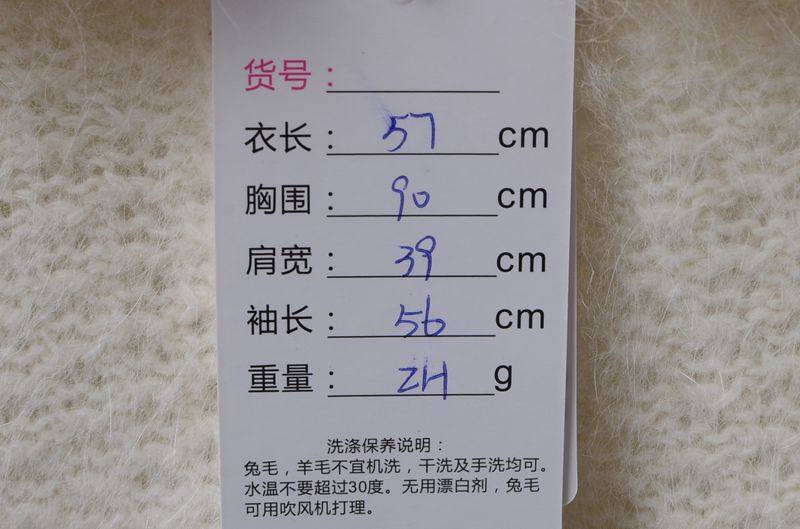 货号：
衣长：57cm
胸围：90cm
肩宽：39cm
袖长：56cm
重量：g
洗涤保养说明：
兔毛，羊毛不宜机洗，干洗及手洗均可。
水温不要超过30度。无用漂白剂，兔毛
可用吹风机打理。